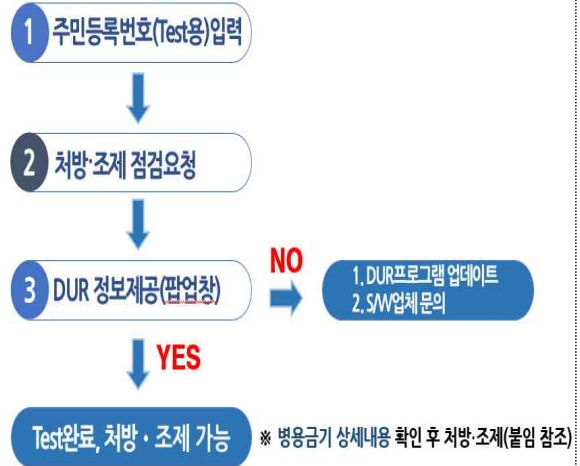 1 주민등록번호(Test용)입력
2 처방·조제 점검요청
3 DUR 정보제공(팝업창)
NO
1. DUR프로그램 업데이트
2. S/W업체 문의
YES
Test완료, 처방·조제 가능
※ 병용금기 상세내용 확인 후 처방·조제(붙임 참조)